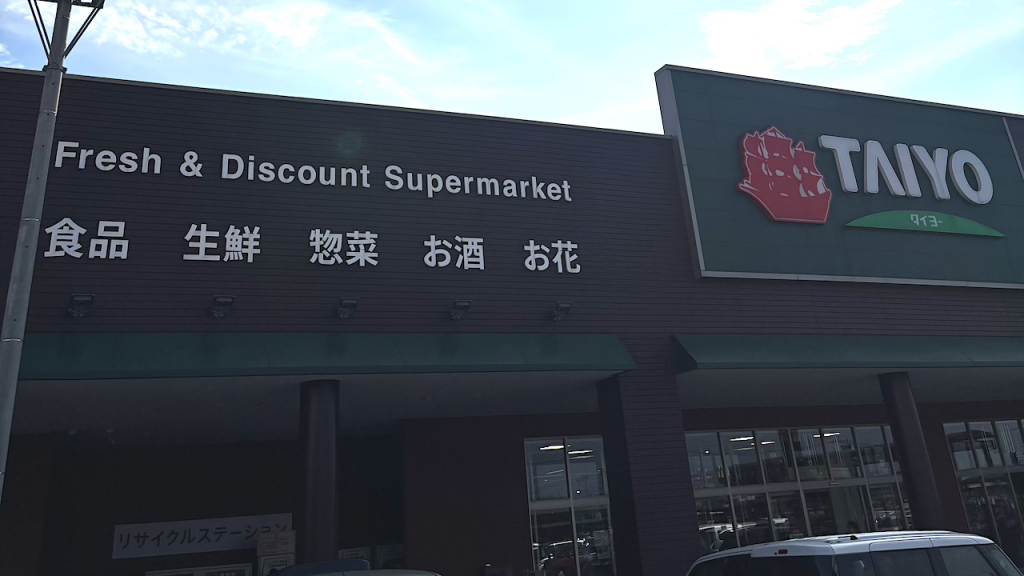 Fresh & Discount Supermarket
食品 生鮮 惣菜 お酒 お花
TAIYO
タイヨー
リサイクルステーション